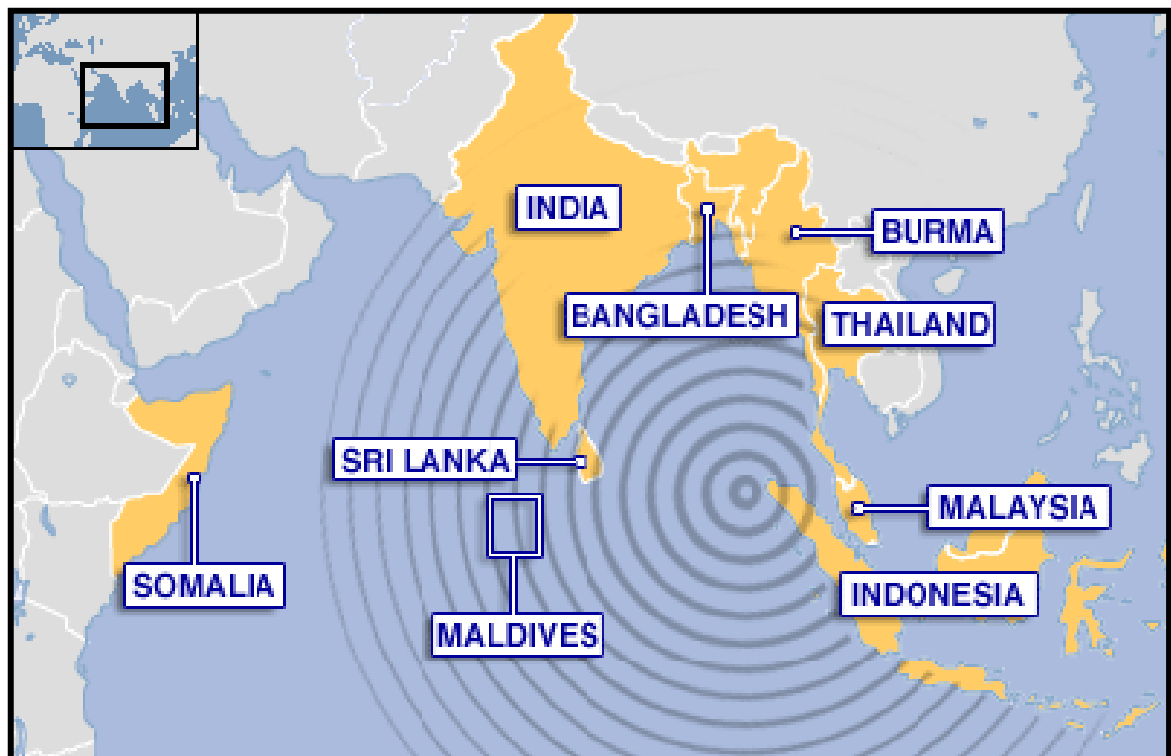 INDIA
BURMA
BANGLADESH
THAILAND
SRI LANKA
MALAYSIA
SOMALIA
INDONESIA
MALDIVES